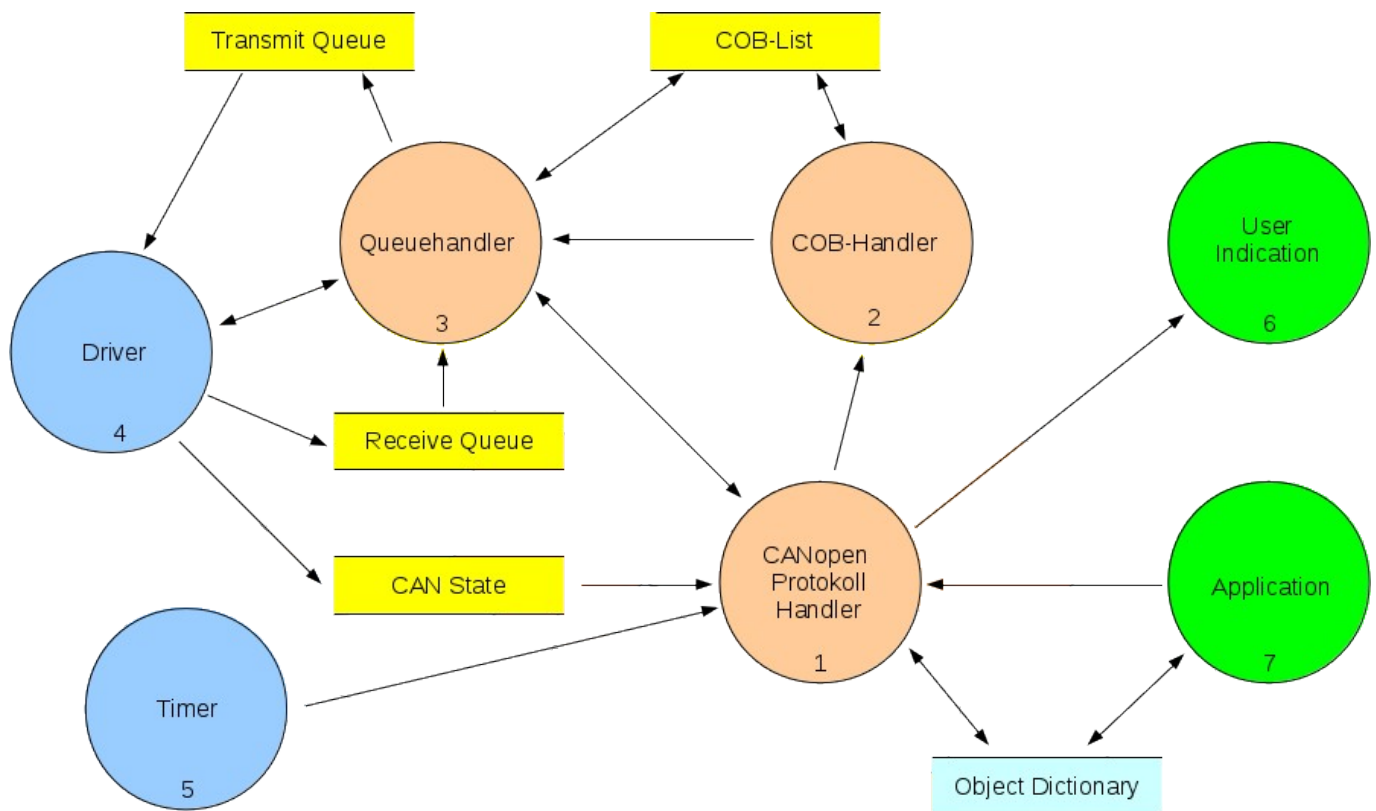 Transmit Queue
COB-List
Queuehandler
3
COB-Handler
2
User
Indication
6
Driver
4
Receive Queue
CAN State
CANopen
Protokoll
Handler
1
Application
7
Timer
5
Object Dictionary